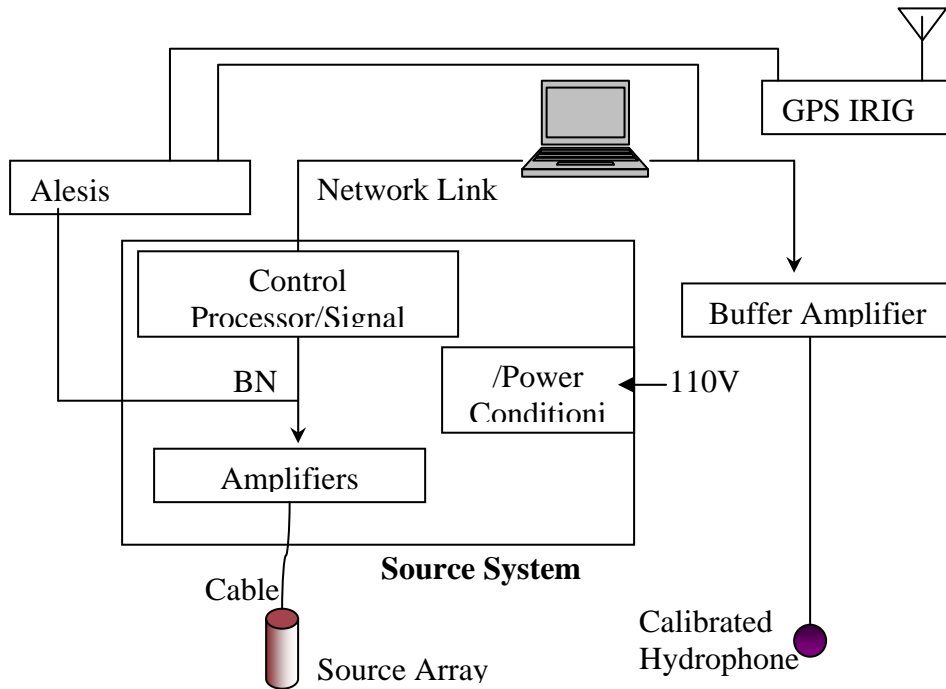 GPS IRIG
Alesis
Network Link
Control
Processor/Signal
Buffer Amplifier
/Power
Conditioni
110V
BN
Amplifiers
Source System
Cable
Source Array
Calibrated
Hydrophone